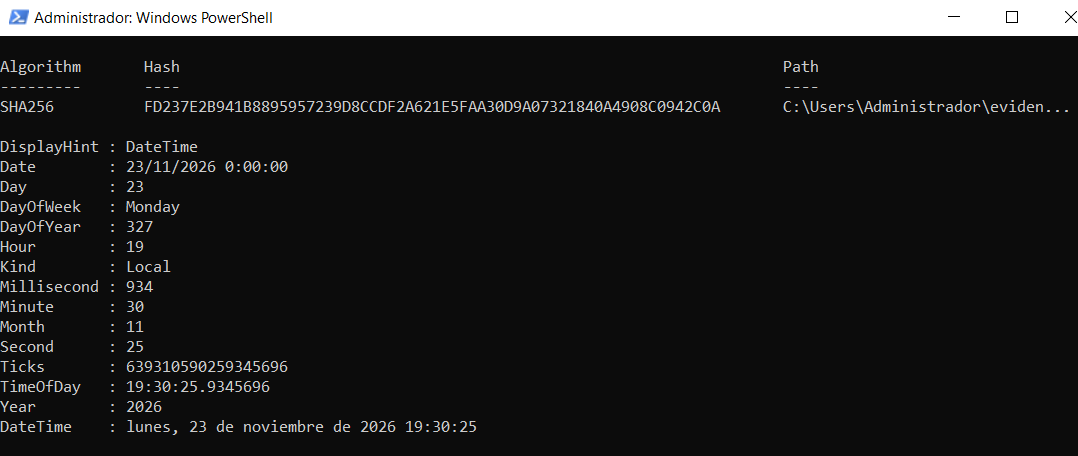 Administrador: Windows PowerShell
Algorithm Hash Path
--------- ---- ----
SHA256 FD237E2B941B8895957239D8CCDF2A621E5FAA30D9A07321840A4908C0942C0A C:\Users\Administrador\eviden...
DisplayHint : DateTime
Date : 23/11/2026 0:00:00
Day : 23
DayOfWeek : Monday
DayOfYear : 327
Hour : 19
Kind : Local
Millisecond : 934
Minute : 30
Month : 11
Second : 25
Ticks : 639310590259345696
TimeOfDay : 19:30:25.9345696
Year : 2026
DateTime : lunes, 23 de noviembre de 2026 19:30:25